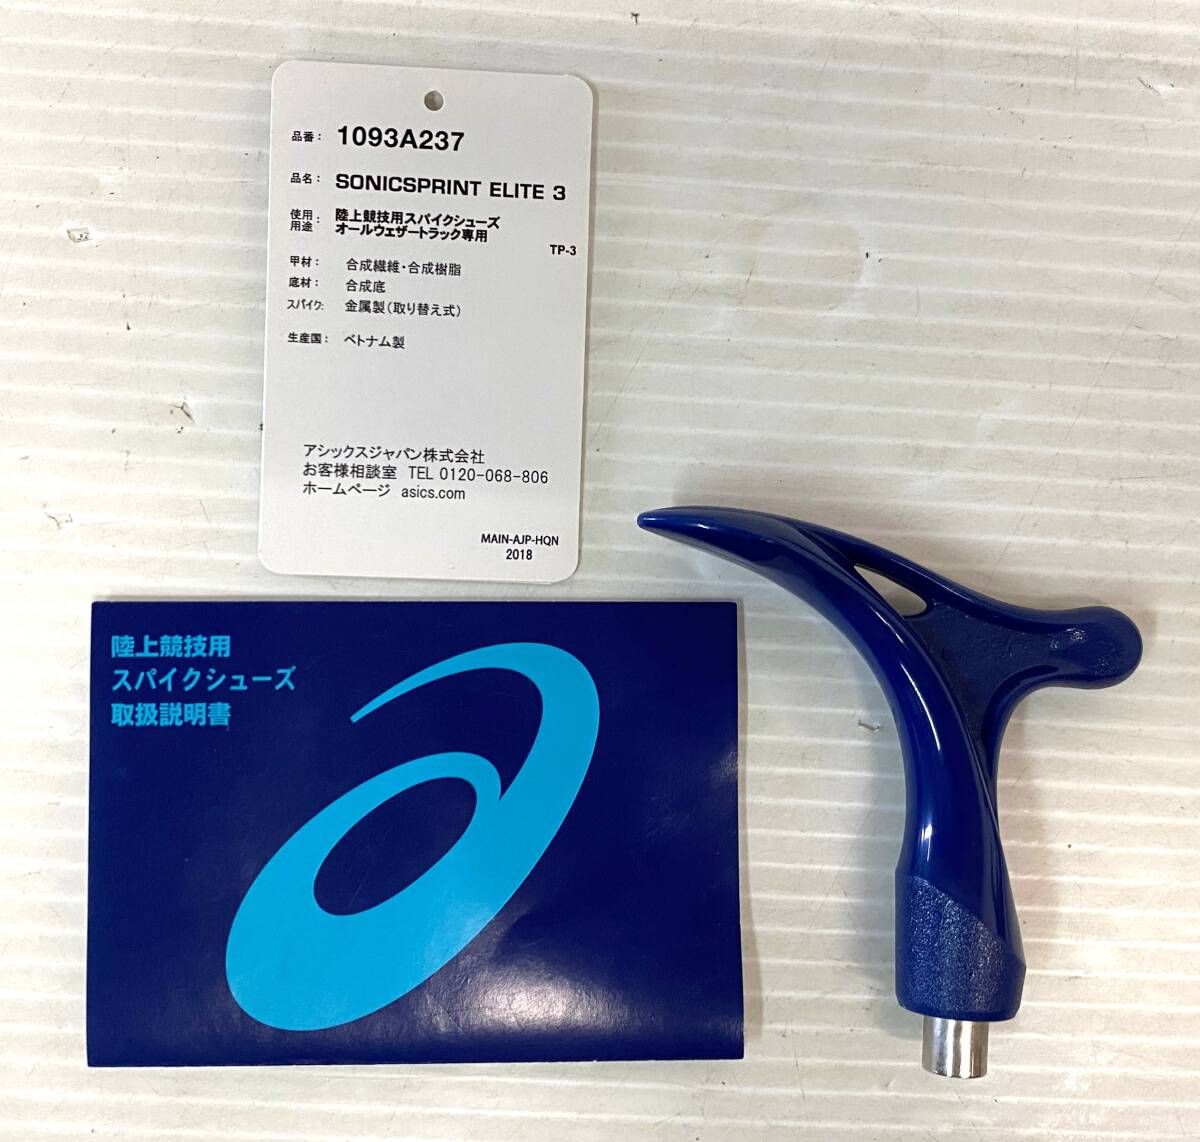 品番： 1093A237
品名： SONICSPRINT ELITE 3
使用用途： 陸上競技用スパイクシューズ
オールウェザートラック専用
TP-3
甲材： 合成繊維・合成樹脂
底材： 合成底
スパイク： 金属製（取り替え式）
生産国： ベトナム製
アシックスジャパン株式会社
お客様相談室 TEL 0120-068-806
ホームページ asics.com
MAIN-AJP-HQN
2018
陸上競技用
スパイクシューズ
取扱説明書